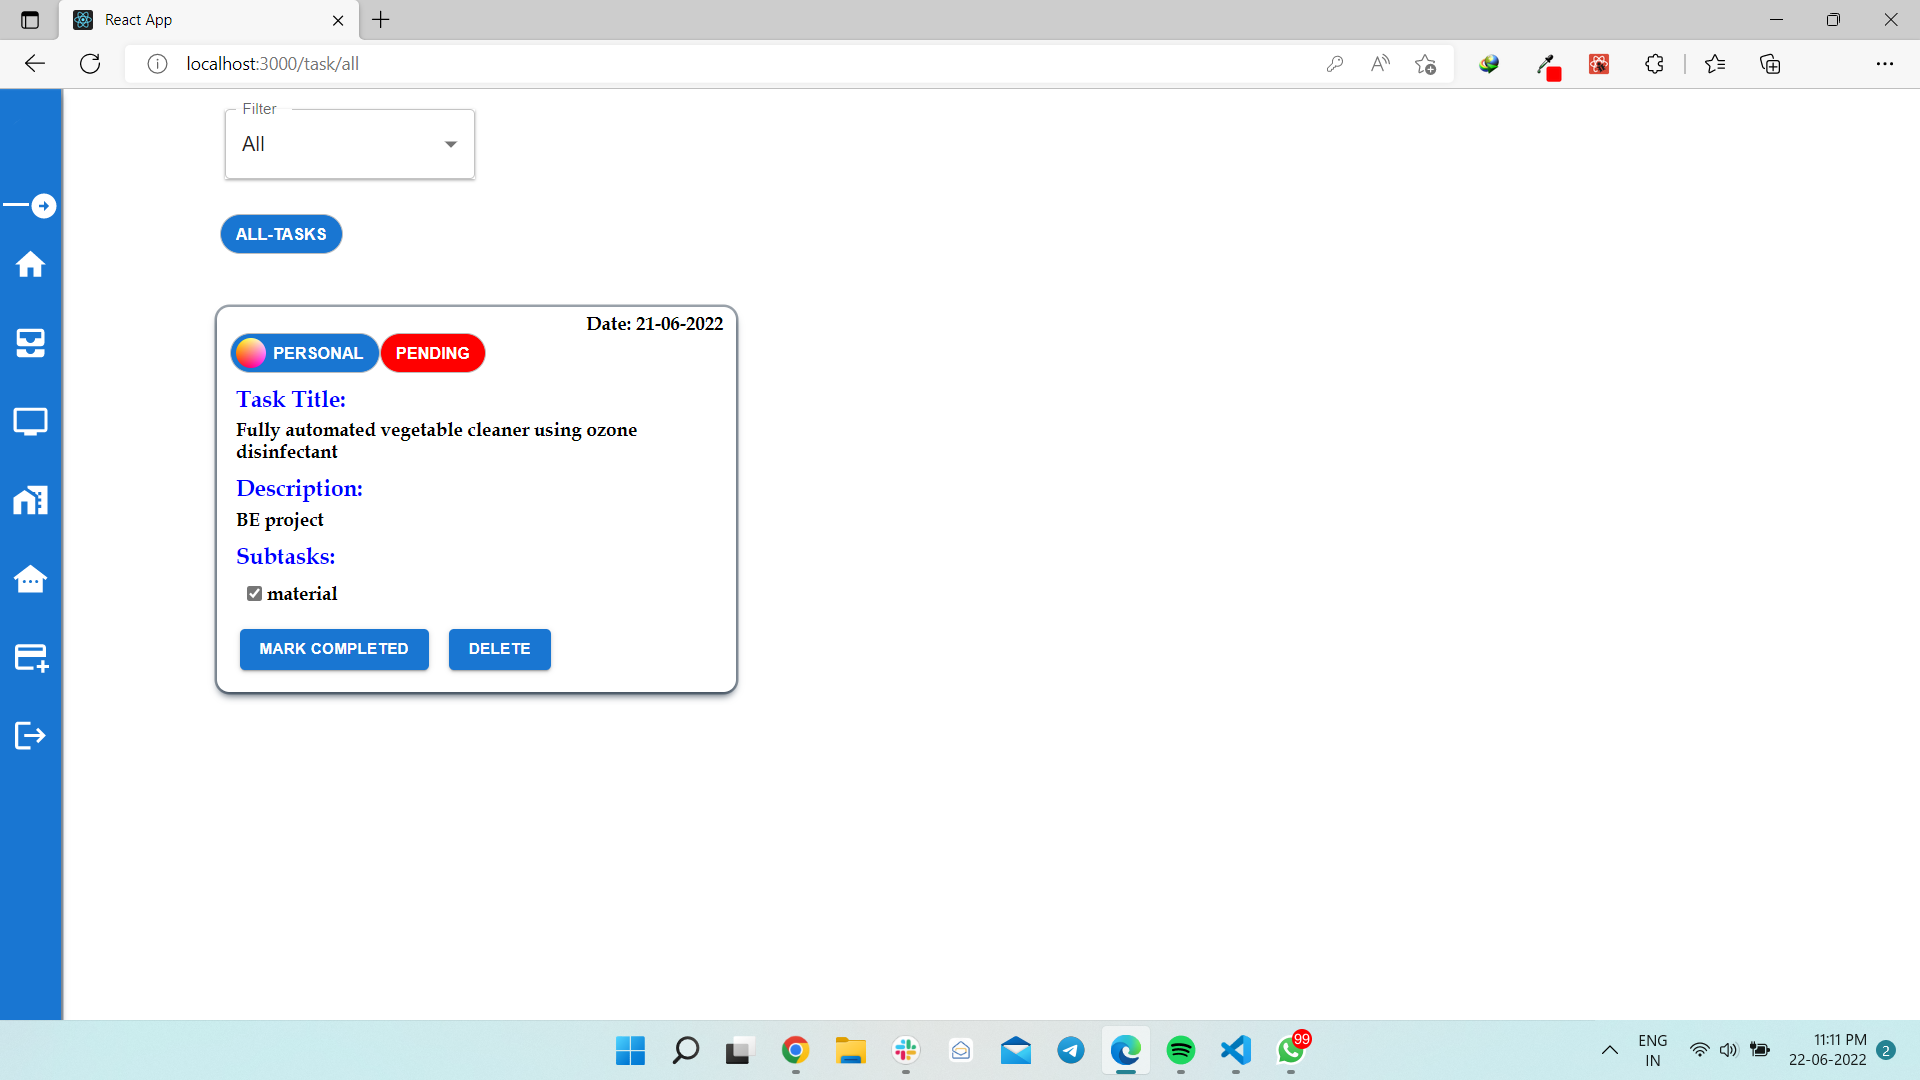 React App
localhost:3000/task/all
Filter
All
ALL-TASKS
Date: 21-06-2022
PERSONAL
PENDING
Task Title:
Fully automated vegetable cleaner using ozone
disinfectant
Description:
BE project
Subtasks:
material
MARK COMPLETED
DELETE
99
ENG
IN
11:11 PM
22-06-2022
2